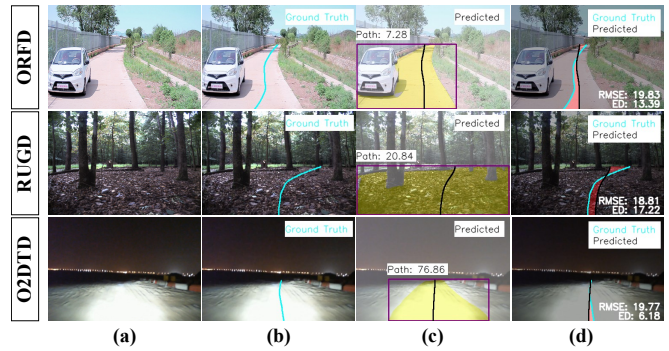 ORFD
Ground Truth
Predicted
Path: 7.28
Ground Truth
Predicted
RMSE: 19.83
ED: 13.39
RUGD
Ground Truth
Predicted
Path: 20.84
Ground Truth
Predicted
RMSE: 18.81
ED: 17.22
O2DTD
Ground Truth
Predicted
Path: 76.86
Ground Truth
Predicted
RMSE: 19.77
ED: 6.18
(a) (b) (c) (d)